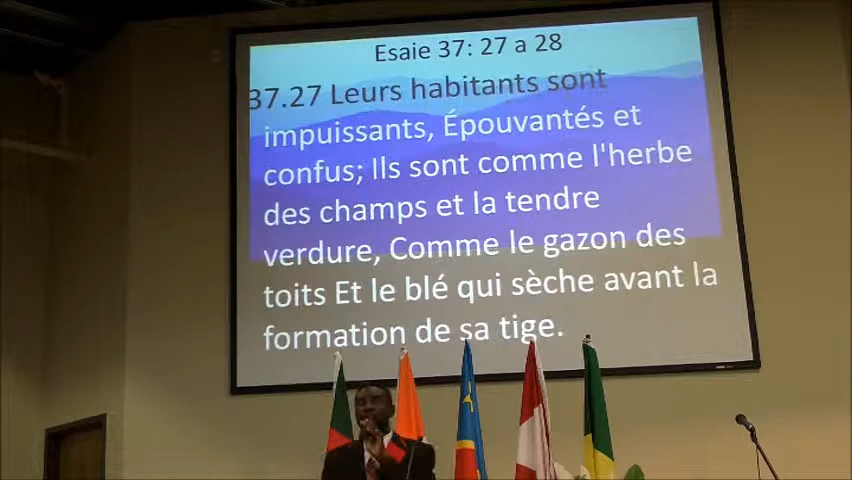 Esaie 37: 27 a 28
37.27 Leurs habitants sont
impuissants, Épouvantés et
confus; Ils sont comme l'herbe
des champs et la tendre
verdure, Comme le gazon des
toits Et le blé qui sèche avant la
formation de sa tige.